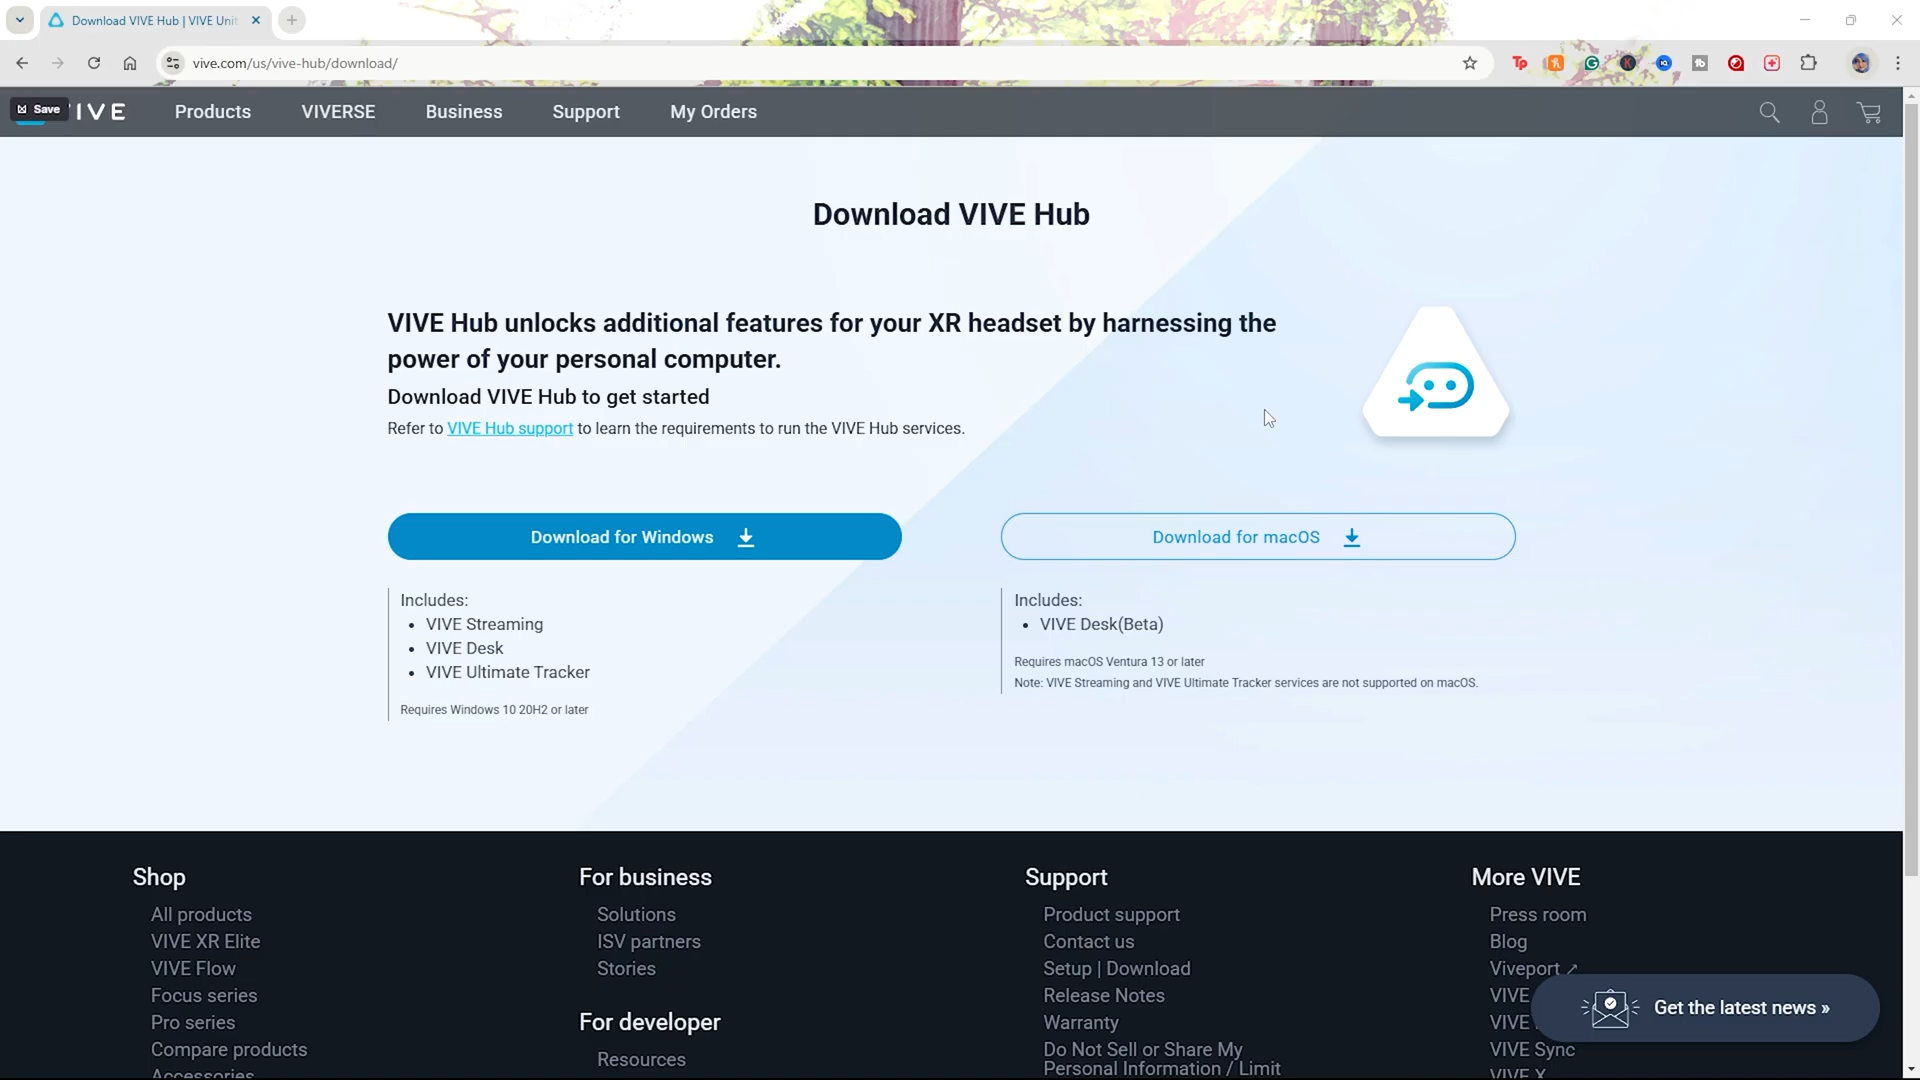 Download VIVE Hub | VIVE Unit
vive.com/us/vive-hub/download/
Save
IVE
Products
VIVERSE
Business
Support
My Orders
Download VIVE Hub
VIVE Hub unlocks additional features for your XR headset by harnessing the
power of your personal computer.
Download VIVE Hub to get started
Refer to VIVE Hub support to learn the requirements to run the VIVE Hub services.
Download for Windows
Includes:
• VIVE Streaming
• VIVE Desk
• VIVE Ultimate Tracker
Requires Windows 10 20H2 or later
Download for macOS
Includes:
• VIVE Desk(Beta)
Requires macOS Ventura 13 or later
Note: VIVE Streaming and VIVE Ultimate Tracker services are not supported on macOS.
Shop
All products
VIVE XR Elite
VIVE Flow
Focus series
Pro series
Compare products
Accessories
For business
Solutions
ISV partners
Stories
For developer
Resources
Support
Product support
Contact us
Setup | Download
Release Notes
Warranty
Do Not Sell or Share My
Personal Information / Limit
More VIVE
Press room
Blog
Viveport
VIVE
VIVE
VIVE Sync
VIVE X
Get the latest news »